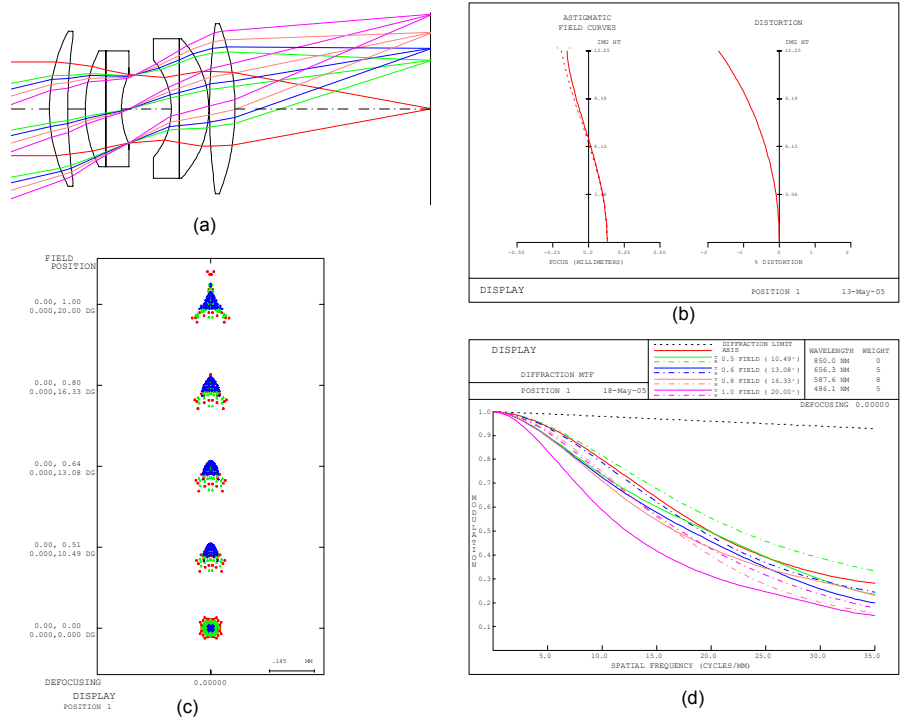 (a)
ASTIGMATIC
FIELD CURVES
IMG HT
12.25
9.19
6.13
-0.50
-0.25
0.0
0.25
0.50
FOCUS (MILLIMETERS)
DISTORTION
IMG HT
12.25
9.19
6.13
3.06
-2
-1
0
1
2
% DISTORTION
DISPLAY
POSITION 1
13-May-05
(b)
FIELD
POSITION
0.00, 1.00
0.000,20.00 DG
0.00, 0.80
0.000,16.33 DG
0.00, 0.64
0.000,13.08 DG
0.00, 0.51
0.000,10.49 DG
0.00, 0.00
0.000,0.000 DG
.145 MM
DEFOCUSING 0.00000
DISPLAY
POSITION 1
(c)
DISPLAY
DIFFRACTION MTF
POSITION 1 18-May-05
DIFFRACTION LIMIT
AXIS
T R 0.5 FIELD ( 10.49°)
T R 0.6 FIELD ( 13.08°)
T R 0.8 FIELD ( 16.33°)
T R 1.0 FIELD ( 20.00°)
WAVELENGTH WEIGHT
850.0 NM 0
656.3 NM 5
587.6 NM 8
486.1 NM 5
DEFOCUSING 0.00000
1.0
0.9
0.8
0.7
0.6
0.5
0.4
0.3
0.2
0.1
MODULATION
5.0
10.0
15.0
20.0
25.0
30.0
35.0
SPATIAL FREQUENCY (CYCLES/MM)
(d)